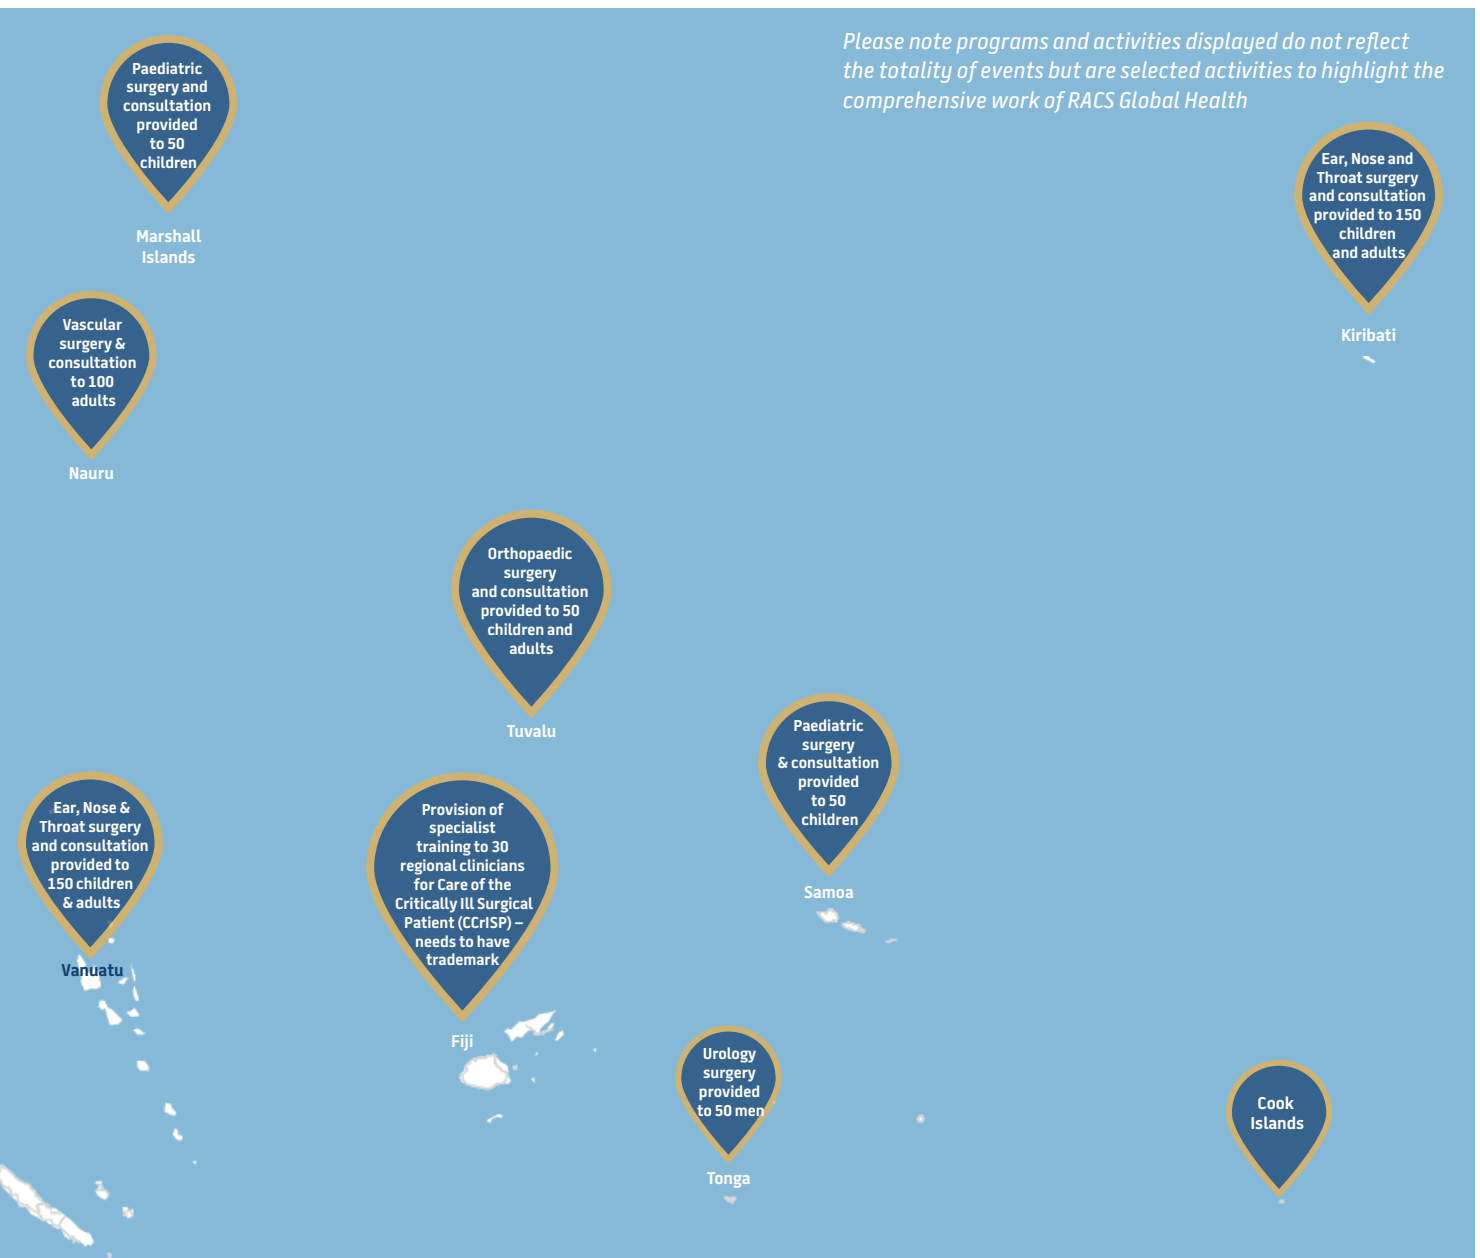 Please note programs and activities displayed do not reflect
the totality of events but are selected activities to highlight the
comprehensive work of RACS Global Health
Paediatric
surgery and
consultation
provided
to 50
children
Marshall
Islands
Ear, Nose and
Throat surgery
and consultation
provided to 150
children
and adults
Kiribati
Vascular
surgery &
consultation
to 100
adults
Nauru
Orthopaedic
surgery
and consultation
provided to 50
children and
adults
Tuvalu
Paediatric
surgery
& consultation
provided
to 50
children
Samoa
Ear, Nose &
Throat surgery
and consultation
provided to
150 children
& adults
Vanuatu
Provision of
specialist
training to 30
regional clinicians
for Care of the
Critically Ill Surgical
Patient (CCrISP) –
needs to have
trademark
Fiji
Urology
surgery
provided
to 50 men
Tonga
Cook
Islands